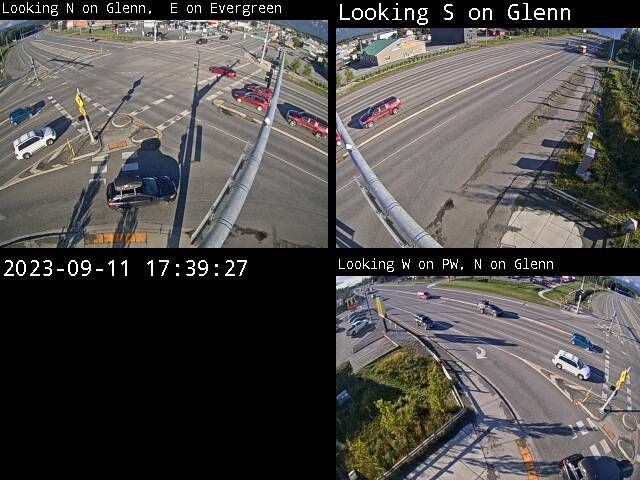 Looking N on Glenn, E on Evergreen
Looking S on Glenn
2023-09-11 17:39:27
Looking W on PW, N on Glenn